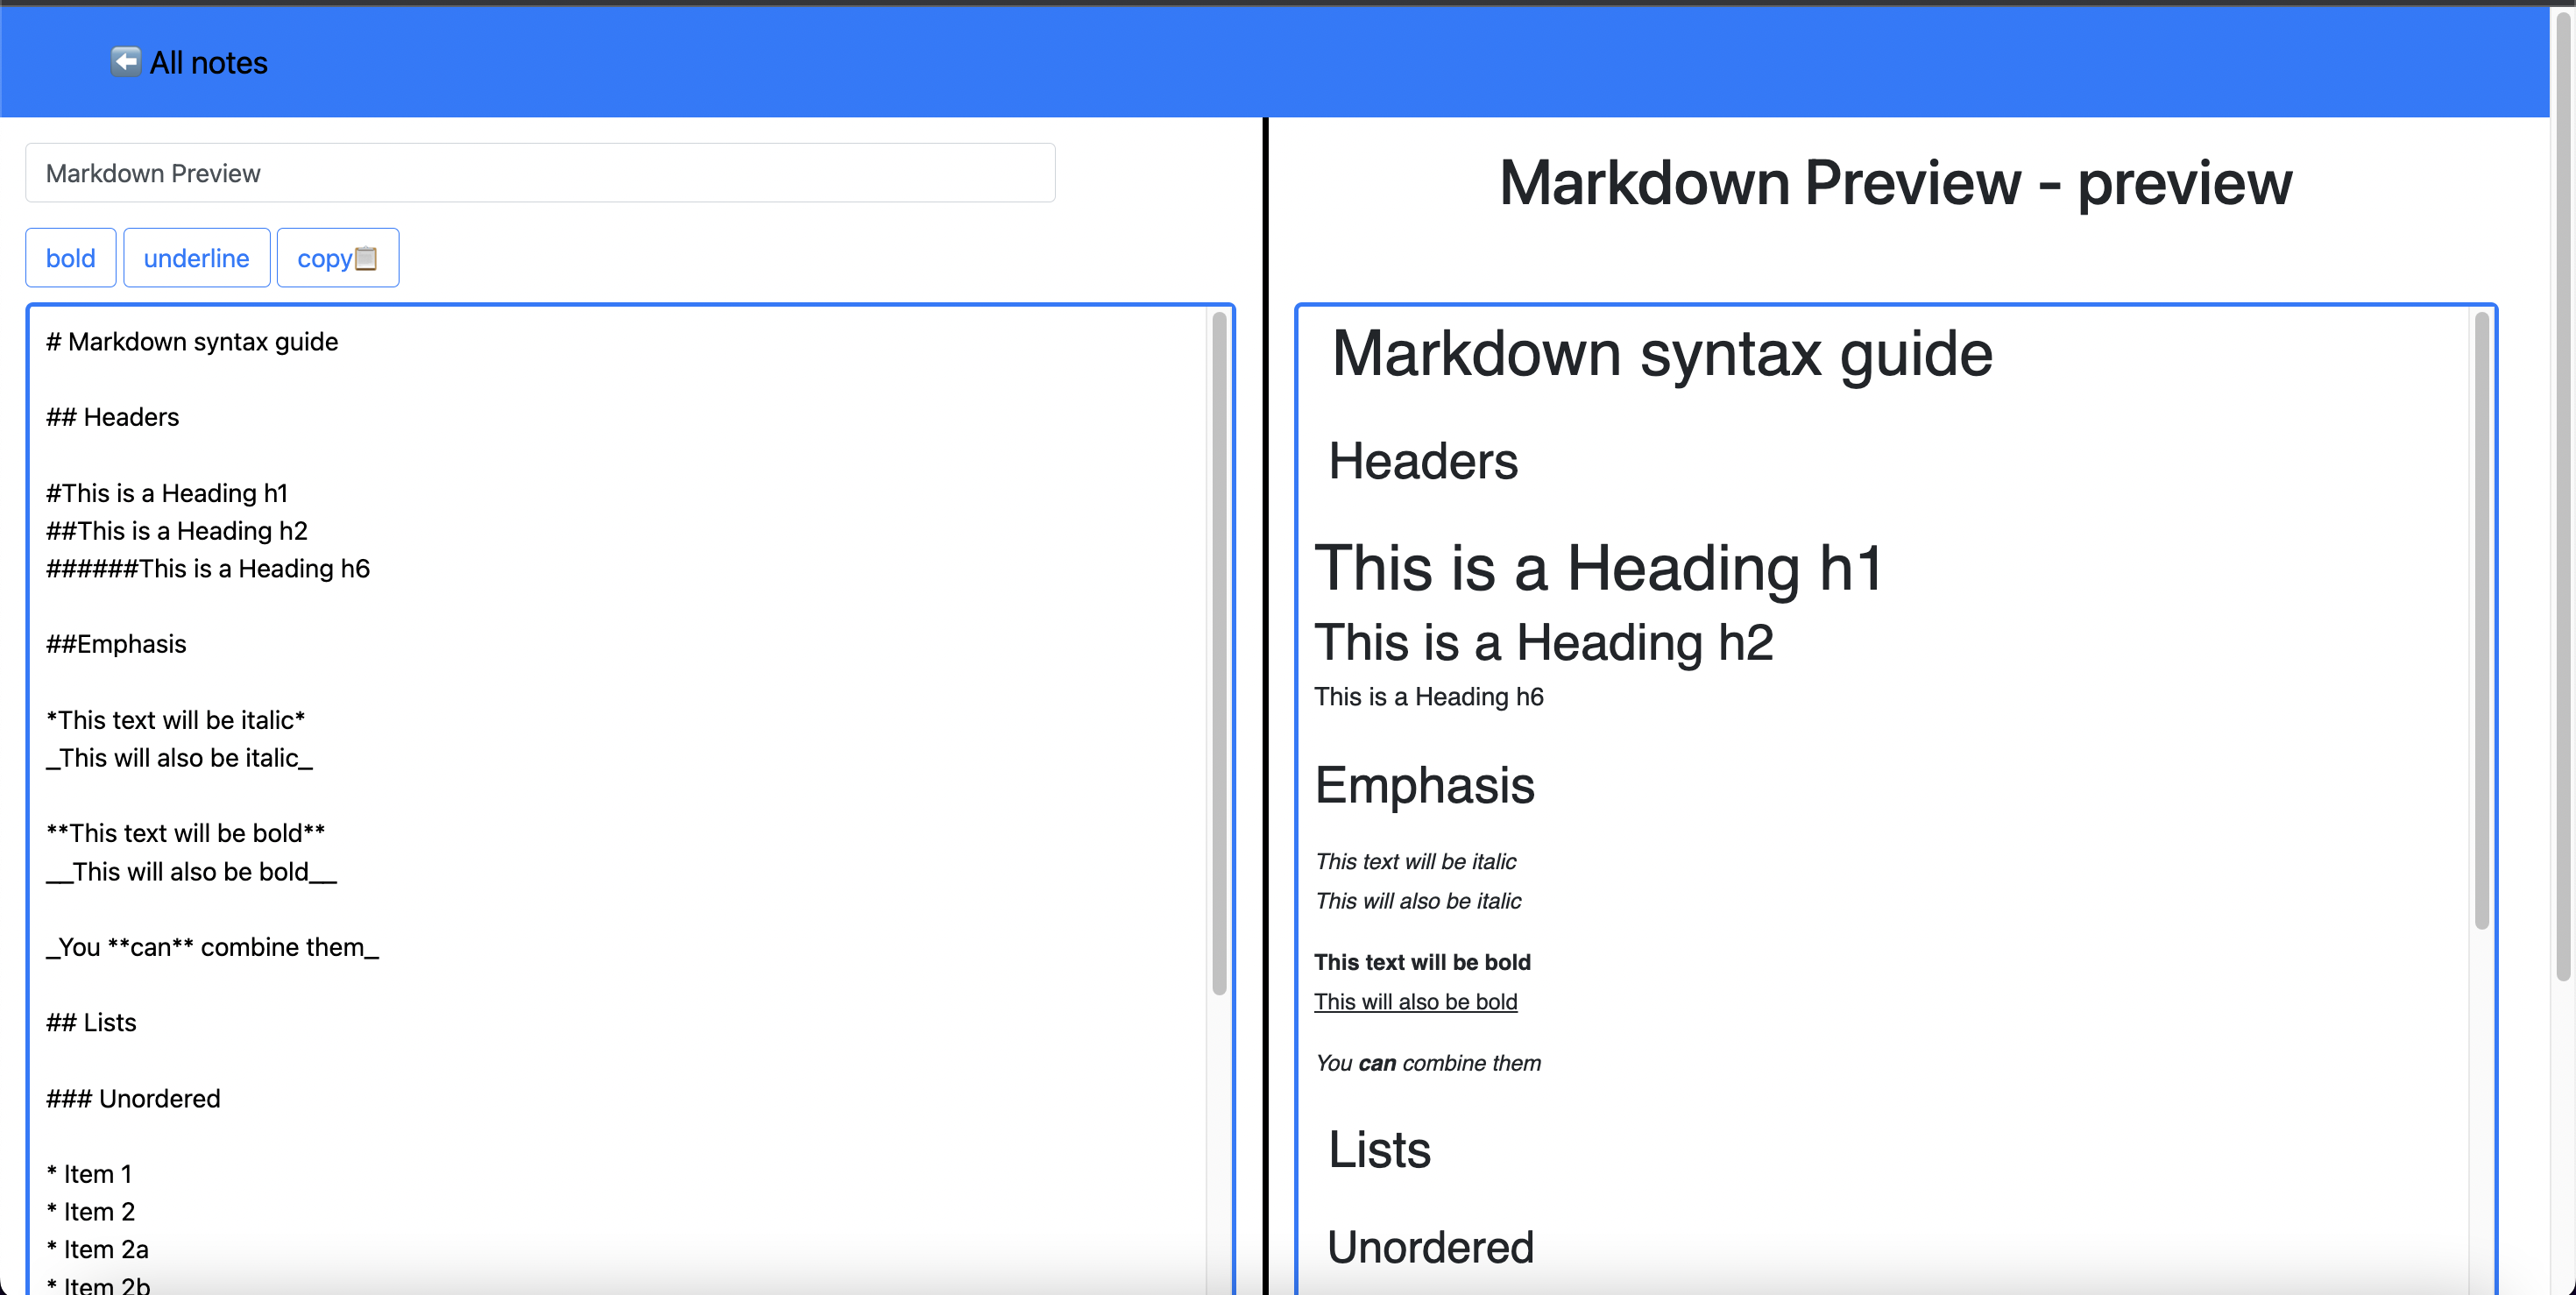 ⬅️ All notes
Markdown Preview
bold underline copy📋
# Markdown syntax guide
## Headers
#This is a Heading h1
##This is a Heading h2
######This is a Heading h6
##Emphasis
*This text will be italic*
_This will also be italic_
**This text will be bold**
__This will also be bold__
_You **can** combine them_
## Lists
### Unordered
* Item 1
* Item 2
* Item 2a
* Item 2b
Markdown Preview - preview
Markdown syntax guide
Headers
This is a Heading h1
This is a Heading h2
This is a Heading h6
Emphasis
This text will be italic
This will also be italic
This text will be bold
This will also be bold
You can combine them
Lists
Unordered